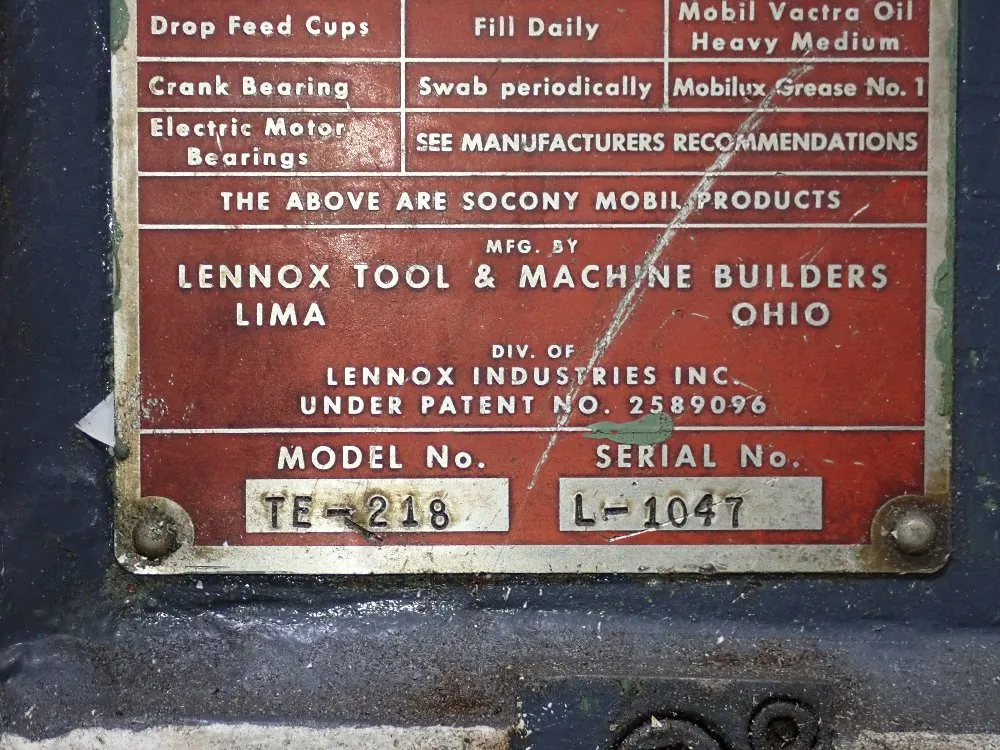 Drop Feed Cups Fill Daily Mobil Vactra Oil
Heavy Medium
Crank Bearing Swab periodically Mobilux Grease No. 1
Electric Motor
Bearings SEE MANUFACTURERS RECOMMENDATIONS
THE ABOVE ARE SOCONY MOBIL PRODUCTS
MFG. BY
LENNOX TOOL & MACHINE BUILDERS
LIMA OHIO
DIV. OF
LENNOX INDUSTRIES INC.
UNDER PATENT NO. 2589096
MODEL No. SERIAL No.
TE-218 L-1047